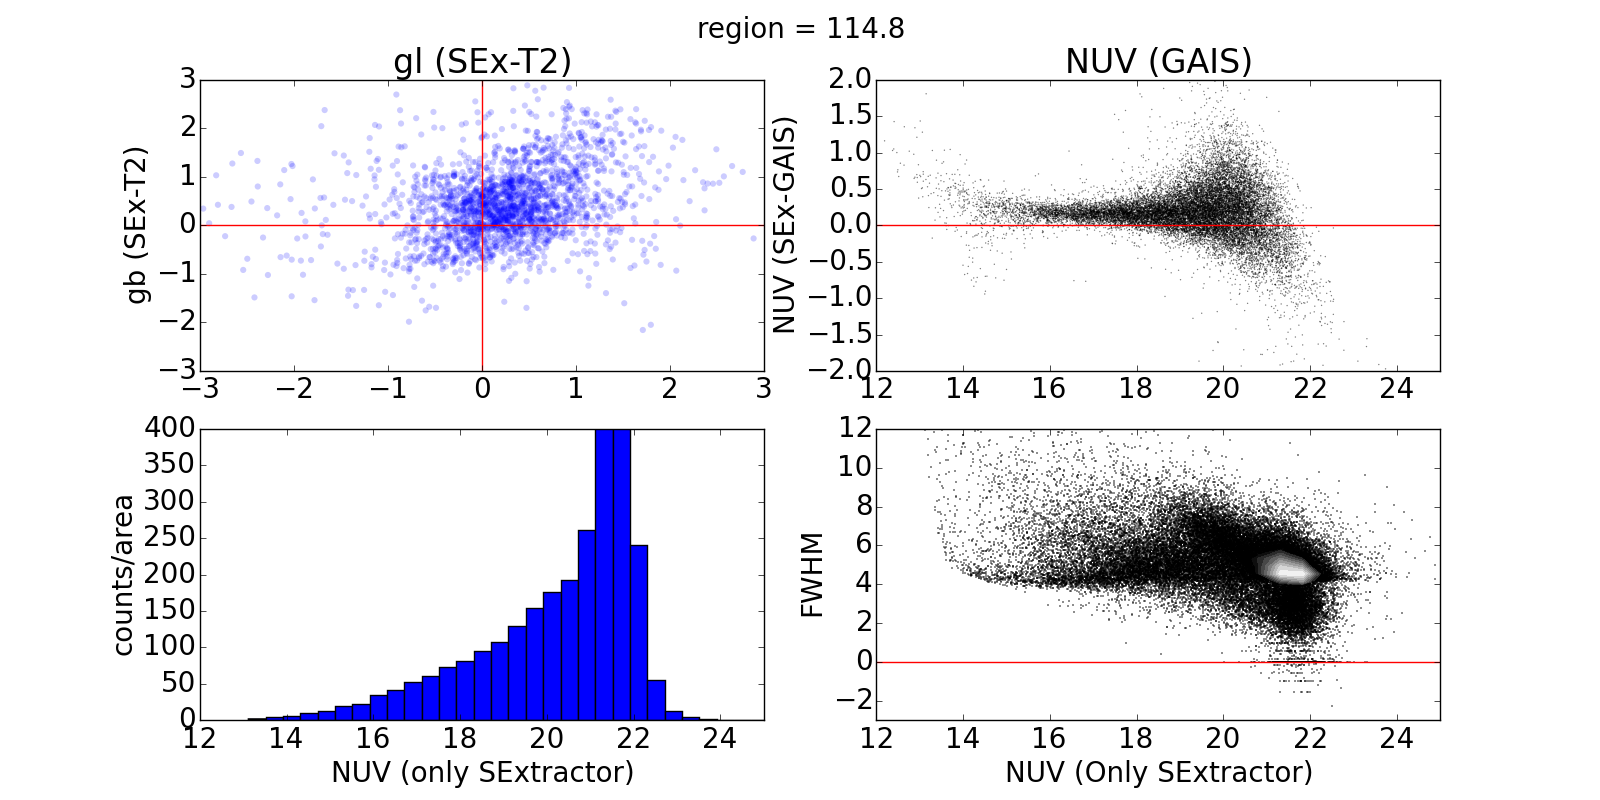 region = 114.8
gl (SEx-T2)
NUV (GAIS)
gb (SEx-T2)
3
2
1
0
−1
−2
−3
−3 −2 −1 0 1 2 3
NUV (SEx-GAIS)
2.0
1.5
1.0
0.5
0.0
−0.5
−1.0
−1.5
−2.0
12 14 16 18 20 22 24
counts/area
400
350
300
250
200
150
100
50
0
12 14 16 18 20 22 24
NUV (only SExtractor)
FWHM
12
10
8
6
4
2
0
−2
12 14 16 18 20 22 24
NUV (Only SExtractor)